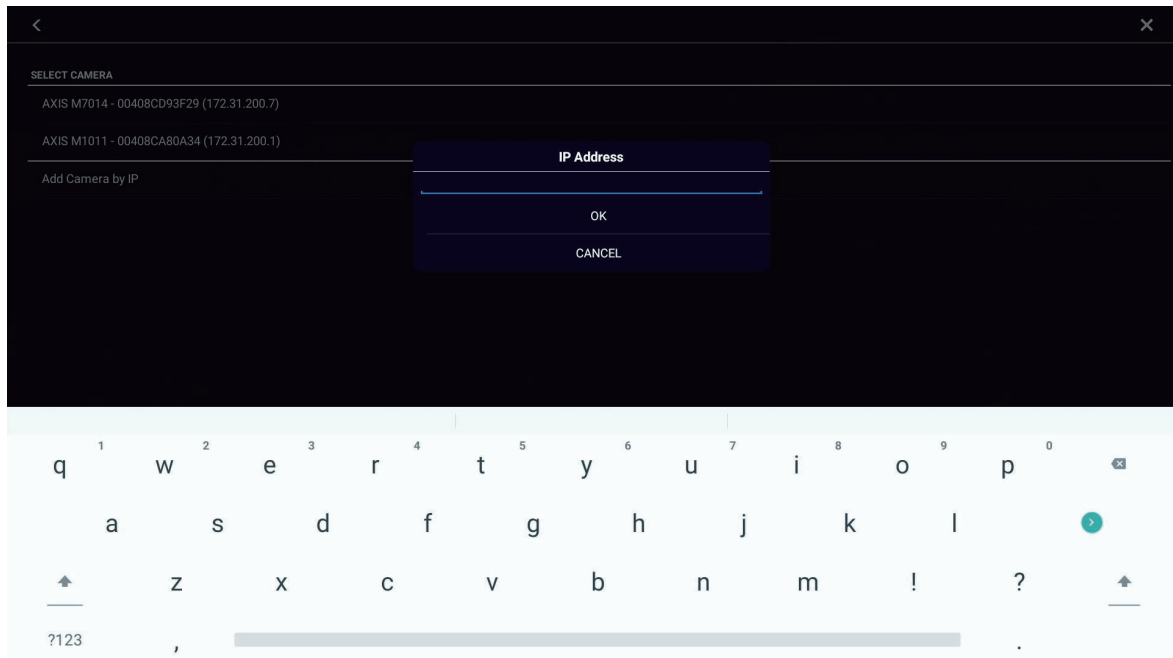 SELECT CAMERA
AXIS M7014 - 00408CD93F29 (172.31.200.7)
AXIS M1011 - 00408CA80A34 (172.31.200.1)
Add Camera by IP
IP Address
OK
CANCEL
1 2 3 4 5 6 7 8 9 0
q w e r t y u i o p
a s d f g h j k l
z x c v b n m ! ?
?123 , .